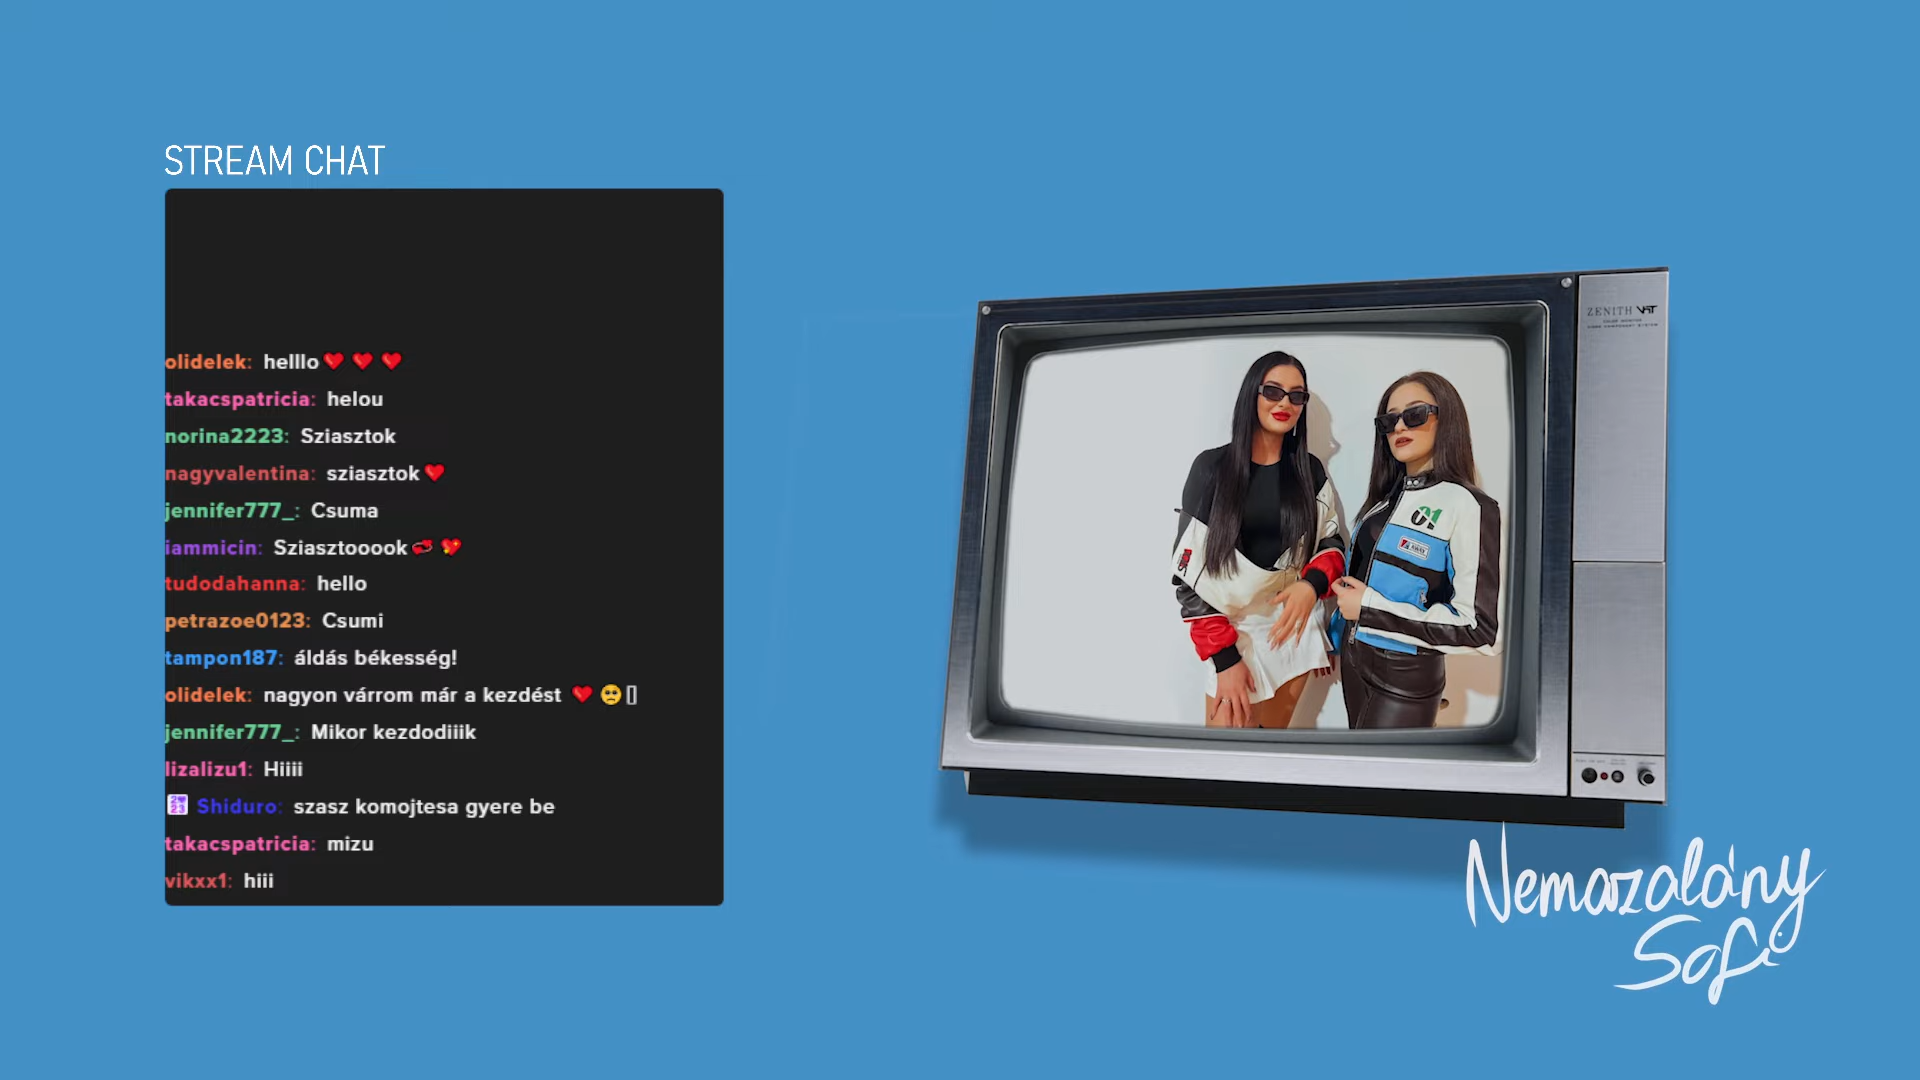 STREAM CHAT
olidelek: helllo❤️ ❤️ ❤️
takacspatricia: helou
norina2223: Sziasztok
nagyvalentina: sziasztok❤️
jennifer777_: Csuma
iammicin: Sziasztooook💋 💖
tudodahanna: hello
petrazoe0123: Csumi
tampon187: áldás békesség!
olidelek: nagyon várrom már a kezdést ❤️ 🥺
jennifer777_: Mikor kezdodiiik
lizalizu1: Hiiii
Shiduro: szasz komojtesa gyere be
takacspatricia: mizu
vikxx1: hiii
ZENITH
01
Nemazalány
Sofi